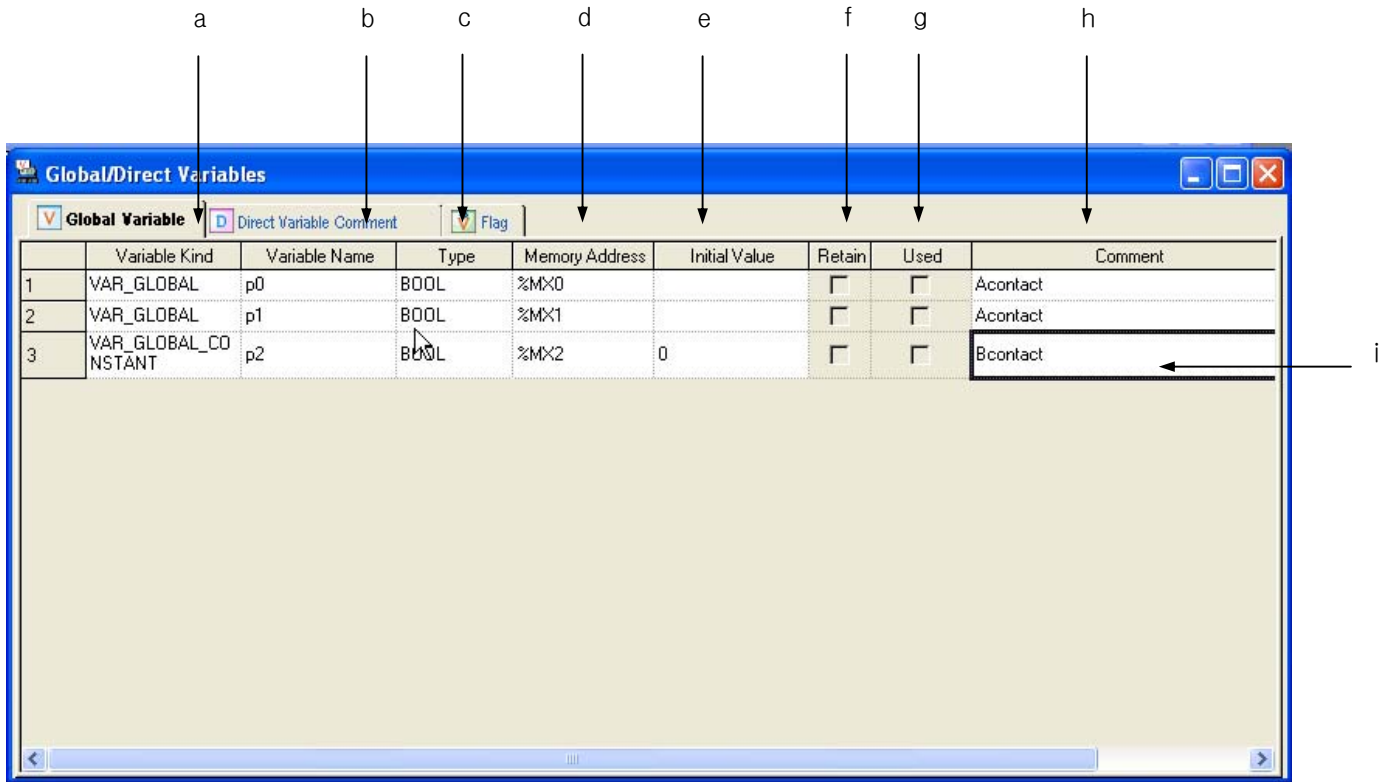 a b c d e f g h
Global/Direct Variables
V Global Variable D Direct Variable Comment V Flag
Variable Kind Variable Name Type Memory Address Initial Value Retain Used Comment
1 VAR_GLOBAL p0 BOOL %MX0 Acontact
2 VAR_GLOBAL p1 BOOL %MX1 Acontact
3 VAR_GLOBAL_CO
NSTANT p2 BOOL %MX2 0 Bcontact
i